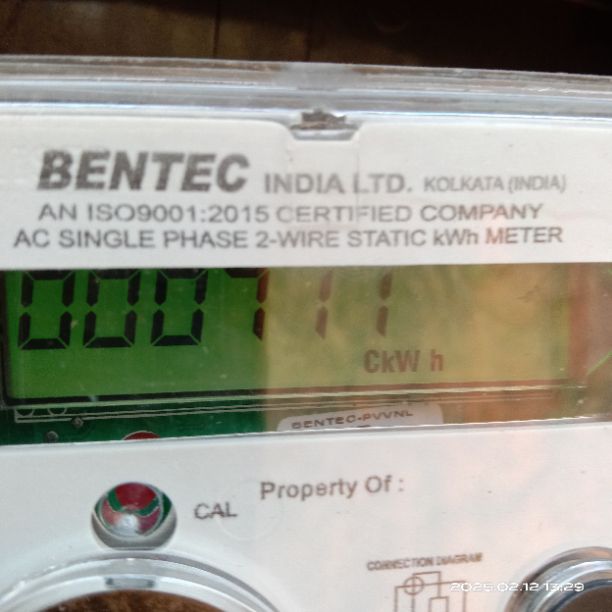 BENTEC INDIA LTD. KOLKATA (INDIA)
AN ISO9001:2015 CERTIFIED COMPANY
AC SINGLE PHASE 2-WIRE STATIC kWh METER
CkW h
BENTEC-PVVNL
CAL
Property Of :
CONNECTION DIAGRAM
2025.02.12 13:29